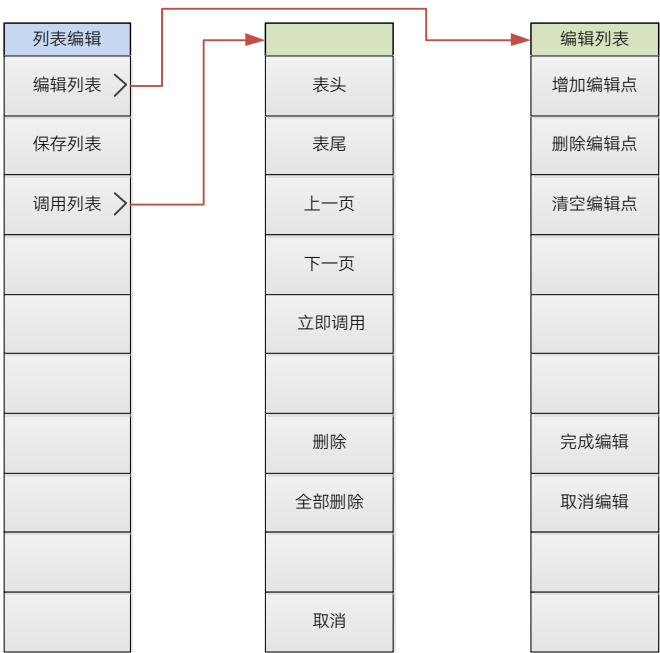 列表编辑
编辑列表
保存列表
调用列表
表头
表尾
上一页
下一页
立即调用
删除
全部删除
取消
编辑列表
增加编辑点
删除编辑点
清空编辑点
完成编辑
取消编辑